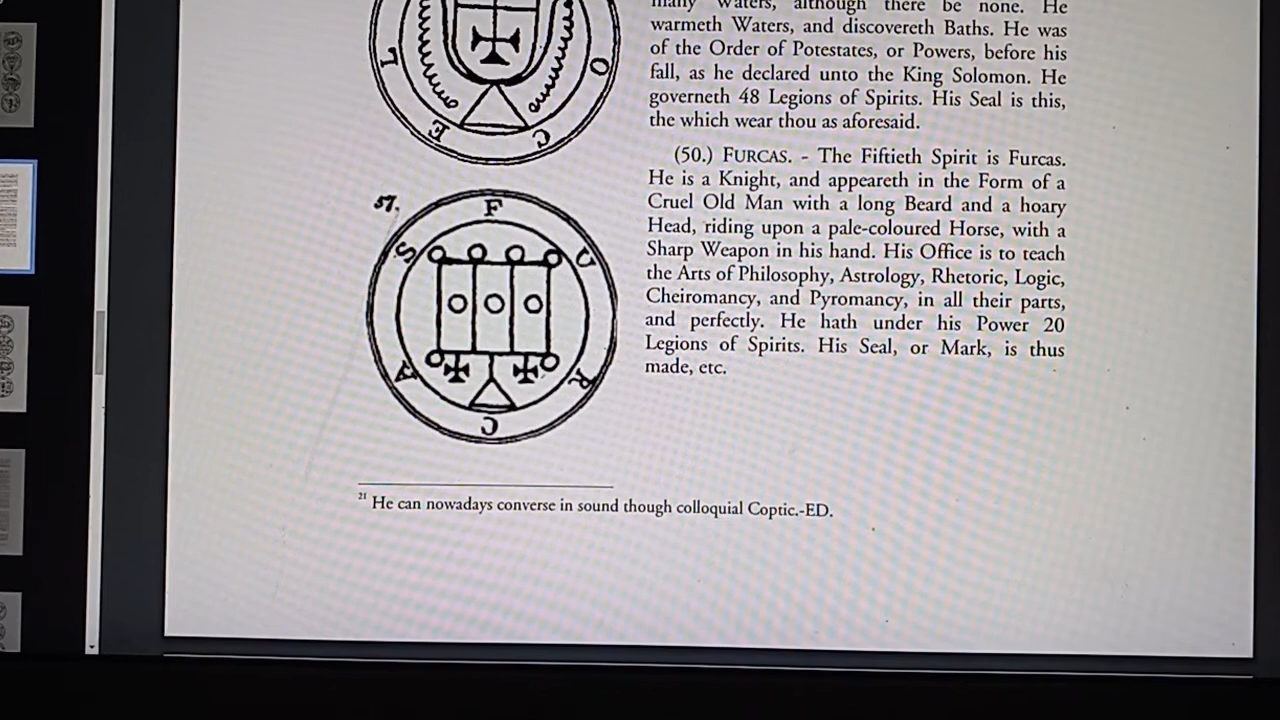 many Waters, although there be none. He
warmeth Waters, and discovereth Baths. He was
of the Order of Potestates, or Powers, before his
fall, as he declared unto the King Solomon. He
governeth 48 Legions of Spirits. His Seal is this,
the which wear thou as aforesaid.
O
C
E
L
(50.) FURCAS. - The Fiftieth Spirit is Furcas.
He is a Knight, and appeareth in the Form of a
Cruel Old Man with a long Beard and a hoary
Head, riding upon a pale-coloured Horse, with a
Sharp Weapon in his hand. His Office is to teach
the Arts of Philosophy, Astrology, Rhetoric, Logic,
Cheiromancy, and Pyromancy, in all their parts,
and perfectly. He hath under his Power 20
Legions of Spirits. His Seal, or Mark, is thus
made, etc.
57.
F
U
R
C
A
S
21 He can nowadays converse in sound though colloquial Coptic.-ED.